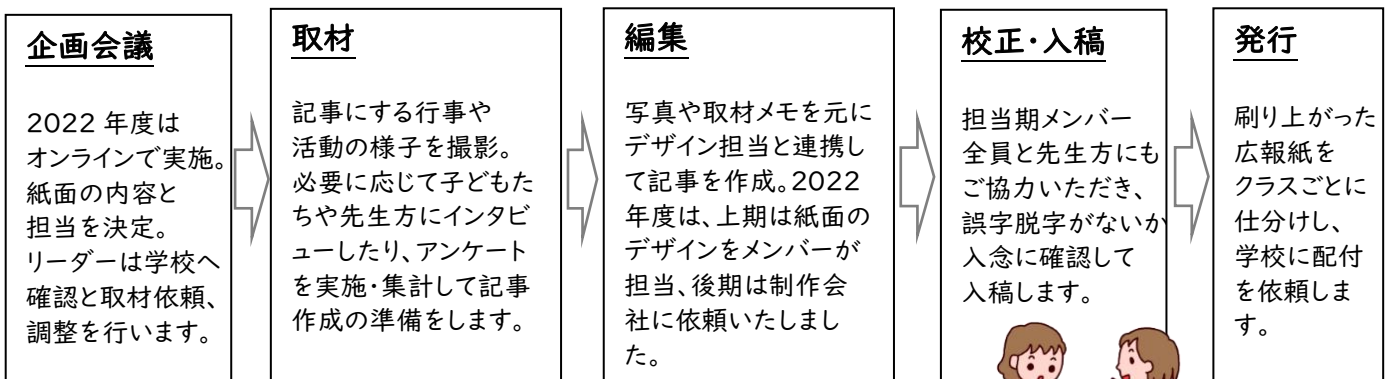 企画会議
2022 年度は
オンラインで実施。
紙面の内容と
担当を決定。
リーダーは学校へ
確認と取材依頼、
調整を行います。
取材
記事にする行事や
活動の様子を撮影。
必要に応じて子どもた
ちや先生方にインタビ
ューしたり、アンケート
を実施・集計して記事
作成の準備をします。
編集
写真や取材メモを元に
デザイン担当と連携し
て記事を作成。2022
年度は、上期は紙面の
デザインをメンバーが
担当、後期は制作会
社に依頼いたしまし
た。
校正・入稿
担当期メンバー
全員と先生方にも
ご協力いただき、
誤字脱字がないか
入念に確認して
入稿します。
発行
刷り上がった
広報紙を
クラスごとに
仕分けし、
学校に配付
を依頼しま
す。